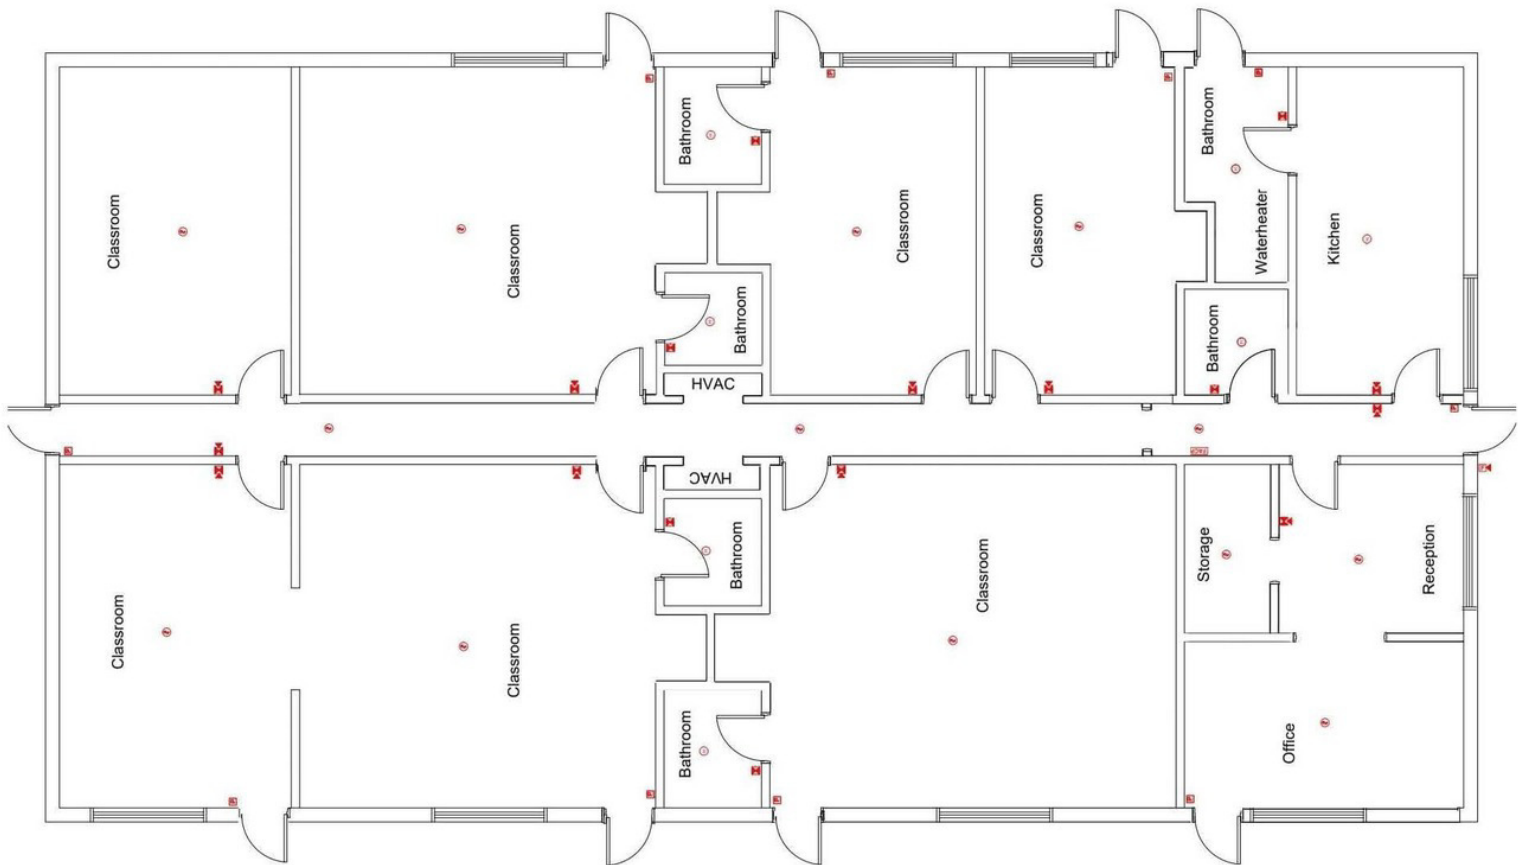 Classroom
Classroom
Bathroom
Bathroom
HVAC
Classroom
Classroom
Bathroom
Waterheater
Bathroom
Kitchen
Classroom
Classroom
HVAC
Bathroom
Bathroom
Classroom
Storage
Reception
Office